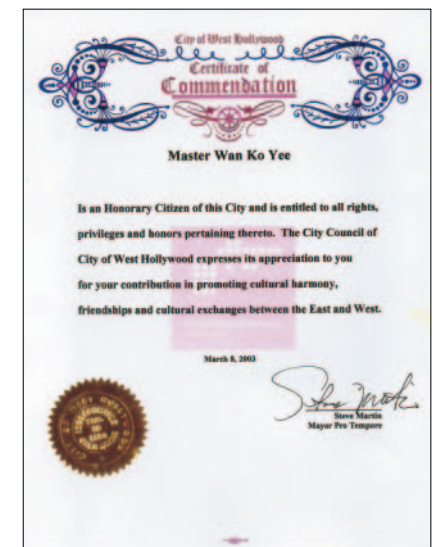 City of West Hollywood
Certificate of
Commendation
Master Wan Ko Yee
Is an Honorary Citizen of this City and is entitled to all rights,
privileges and honors pertaining thereto. The City Council of
City of West Hollywood expresses its appreciation to you
for your contribution in promoting cultural harmony,
friendships and cultural exchanges between the East and West.
March 8, 2003
Steve Martin
Mayor Pro Tempore